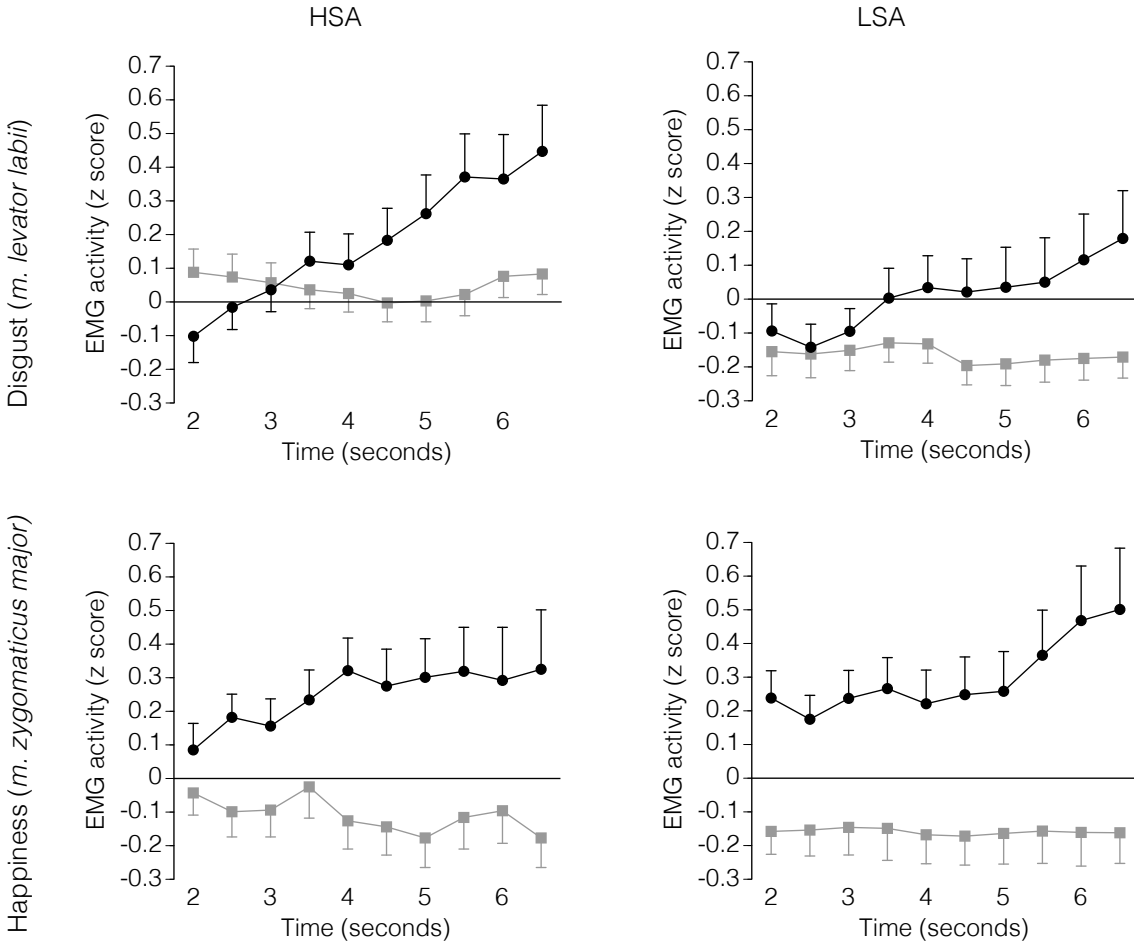 HSA
LSA
Disgust (m. levator labii)
EMG activity (z score)
0.7
0.6
0.5
0.4
0.3
0.2
0.1
0
-0.1
-0.2
-0.3
2 3 4 5 6
Time (seconds)
EMG activity (z score)
0.7
0.6
0.5
0.4
0.3
0.2
0.1
0
-0.1
-0.2
-0.3
2 3 4 5 6
Time (seconds)
Happiness (m. zygomaticus major)
EMG activity (z score)
0.7
0.6
0.5
0.4
0.3
0.2
0.1
0
-0.1
-0.2
-0.3
2 3 4 5 6
Time (seconds)
EMG activity (z score)
0.7
0.6
0.5
0.4
0.3
0.2
0.1
0
-0.1
-0.2
-0.3
2 3 4 5 6
Time (seconds)